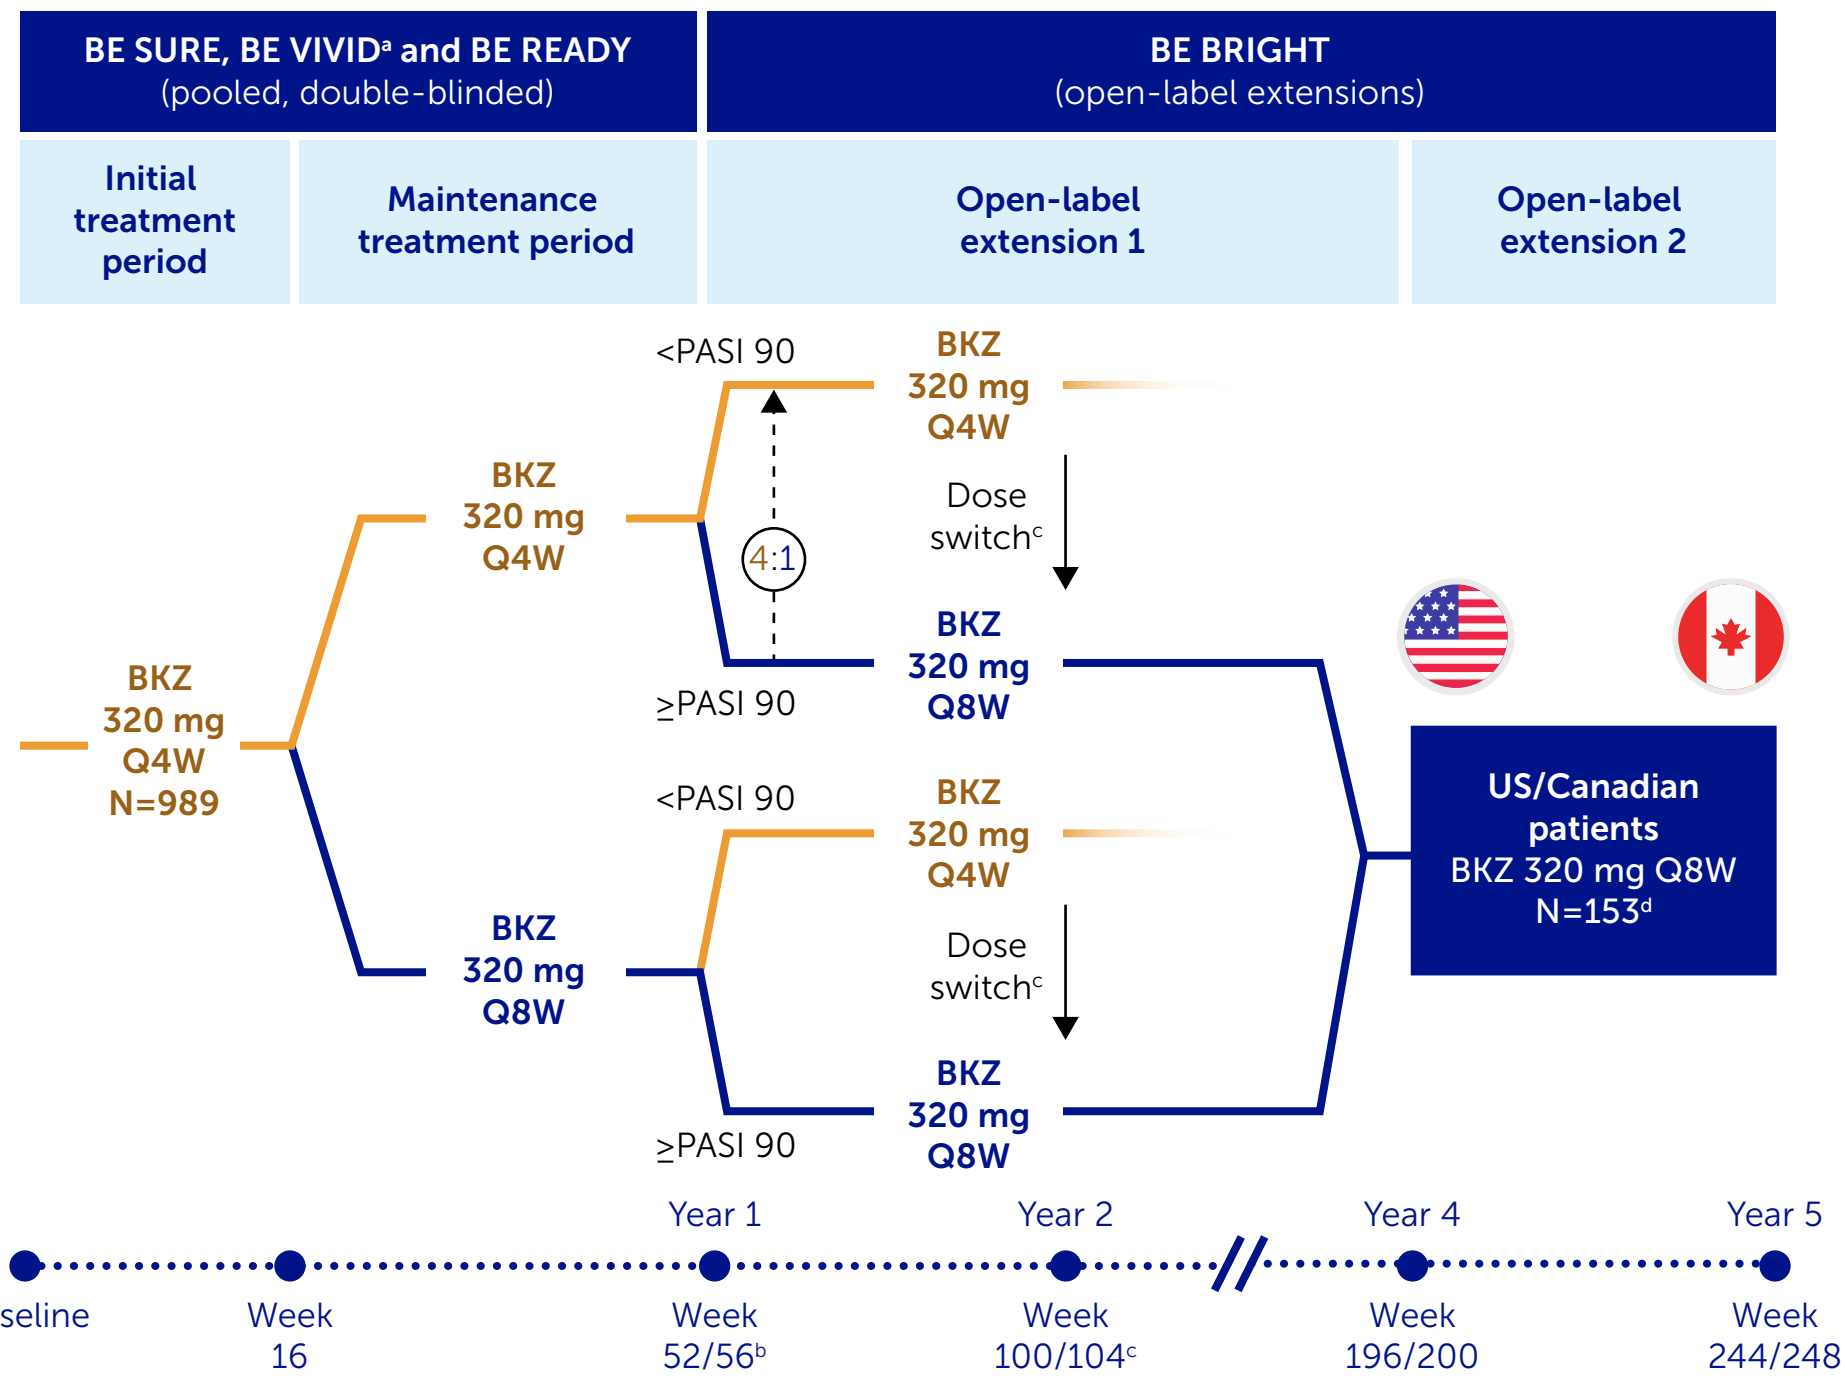 BE SURE, BE VIVIDᵃ and BE READY
(pooled, double-blinded)
BE BRIGHT
(open-label extensions)
Initial
treatment
period
Maintenance
treatment period
Open-label
extension 1
Open-label
extension 2
<PASI 90
BKZ
320 mg
Q4W
BKZ
320 mg
Q4W
Dose
switchᶜ
4:1
BKZ
320 mg
Q8W
≥PASI 90
BKZ
320 mg
Q4W
N=989
<PASI 90
BKZ
320 mg
Q4W
US/Canadian
patients
BKZ 320 mg Q8W
N=153ᵈ
BKZ
320 mg
Q8W
Dose
switchᶜ
BKZ
320 mg
Q8W
≥PASI 90
Year 1
Year 2
Year 4
Year 5
seline
Week
16
Week
52/56ᵇ
Week
100/104ᶜ
Week
196/200
Week
244/248